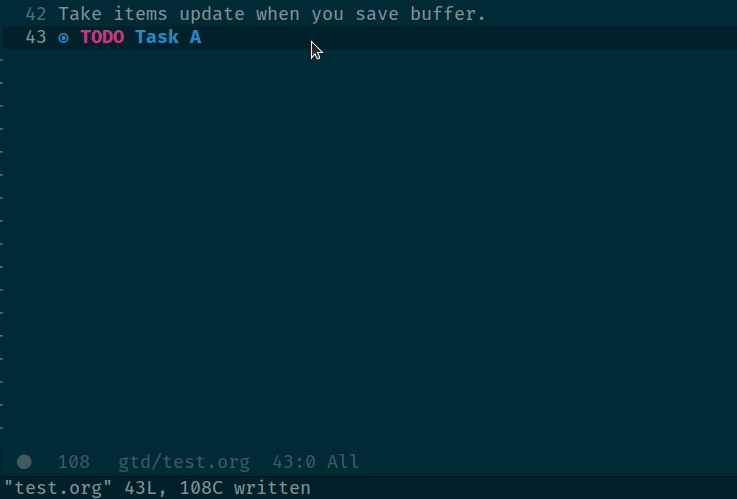 42 Take items update when you save buffer.
43 ⊙ TODO Task A
108 gtd/test.org 43:0 All
"test.org" 43L, 108C written